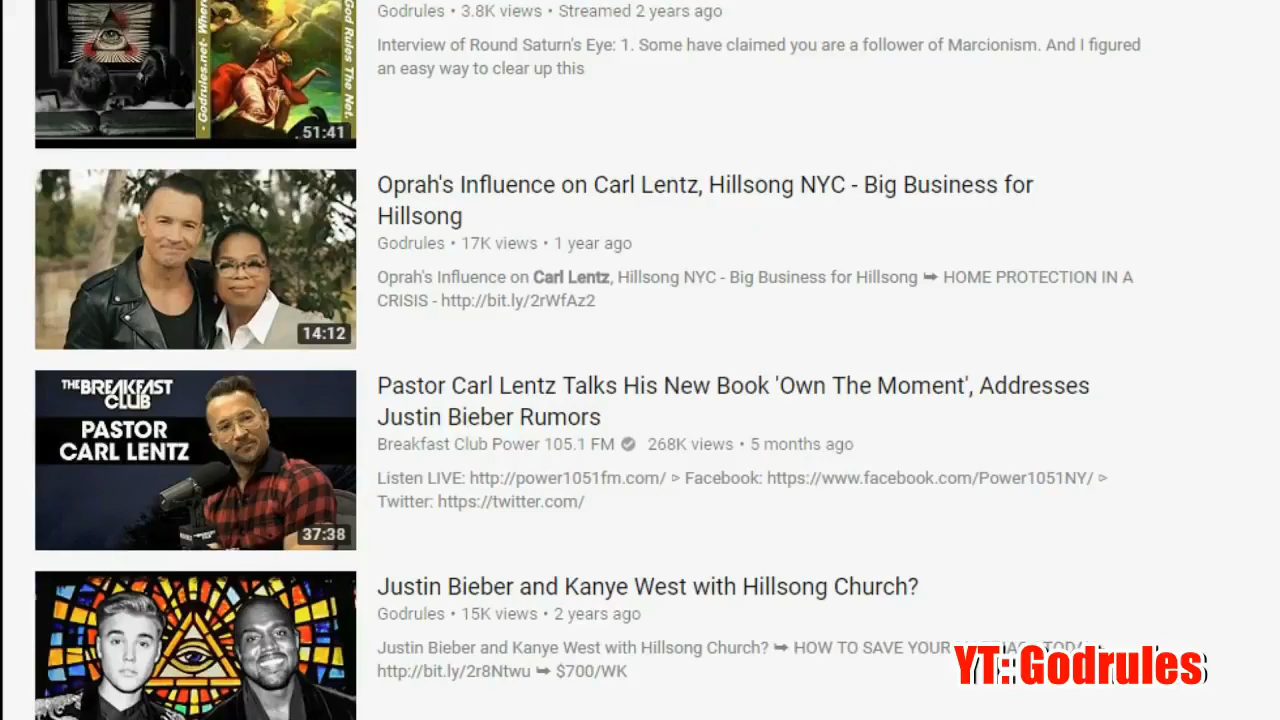 Godrules • 3.8K views • Streamed 2 years ago
Interview of Round Saturn's Eye: 1. Some have claimed you are a follower of Marcionism. And I figured
an easy way to clear up this
- Godrules.net- Wher
God Rules The Net.
51:41
Oprah's Influence on Carl Lentz, Hillsong NYC - Big Business for
Hillsong
Godrules • 17K views • 1 year ago
Oprah's Influence on Carl Lentz, Hillsong NYC - Big Business for Hillsong ➥ HOME PROTECTION IN A
CRISIS - http://bit.ly/2rWfAz2
14:12
THE BREAKFAST
CLUB
PASTOR
CARL LENTZ
37:38
Pastor Carl Lentz Talks His New Book 'Own The Moment', Addresses
Justin Bieber Rumors
Breakfast Club Power 105.1 FM 268K views • 5 months ago
Listen LIVE: http://power1051fm.com/ ▹ Facebook: https://www.facebook.com/Power1051NY/ ▹
Twitter: https://twitter.com/
Justin Bieber and Kanye West with Hillsong Church?
Godrules • 15K views • 2 years ago
Justin Bieber and Kanye West with Hillsong Church? ➥ HOW TO SAVE YOUR
http://bit.ly/2r8Ntwu ➥ $700/WK
YT: Godrules